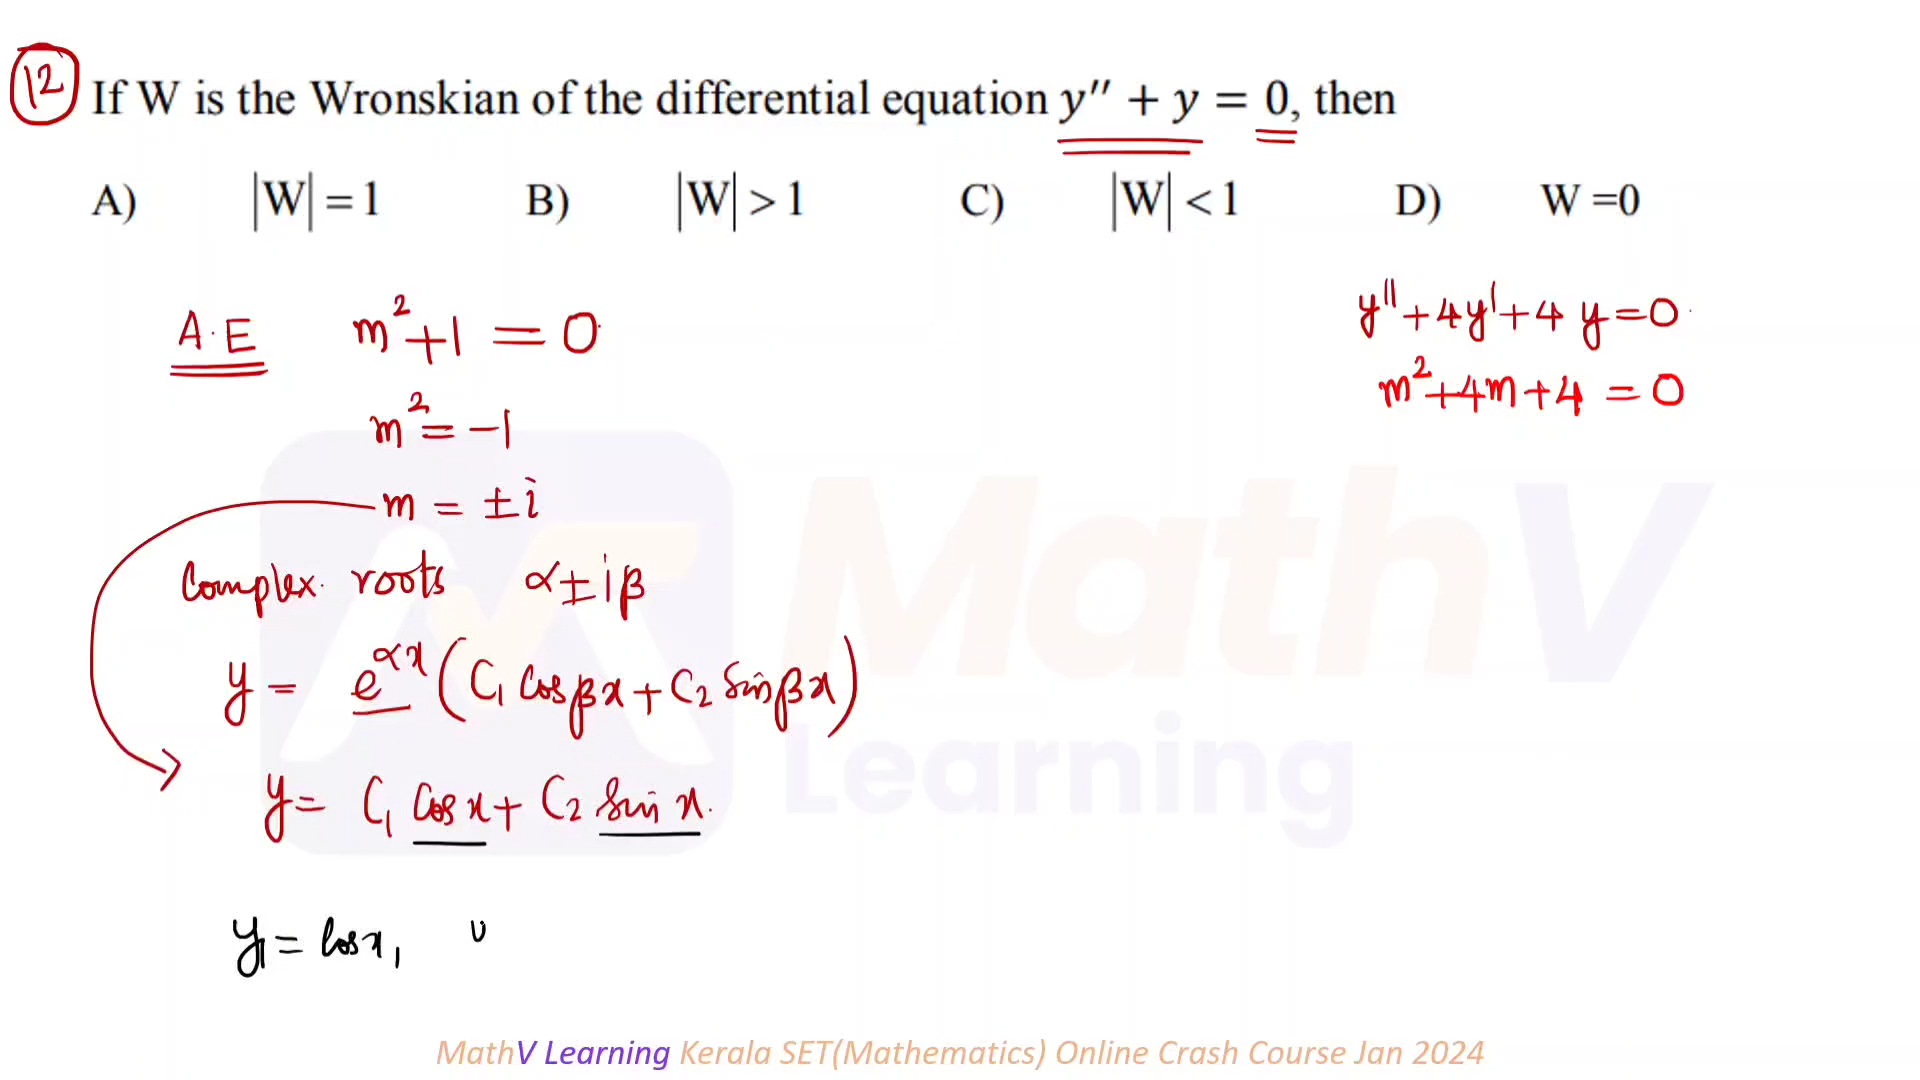 12 If W is the Wronskian of the differential equation y″ + y = 0, then
A) |W| = 1 B) |W| > 1 C) |W| < 1 D) W =0
y'' + 4y' + 4y = 0
A.E m² + 1 = 0
m² + 4m + 4 = 0
m² = -1
m = ±i
Complex roots α ± iβ
y = e^{αx} (C₁ Cos βx + C₂ Sin βx)
y = C₁ Cos x + C₂ Sin x.
y₁ = Cos x,
MathV Learning
MathV Learning Kerala SET(Mathematics) Online Crash Course Jan 2024